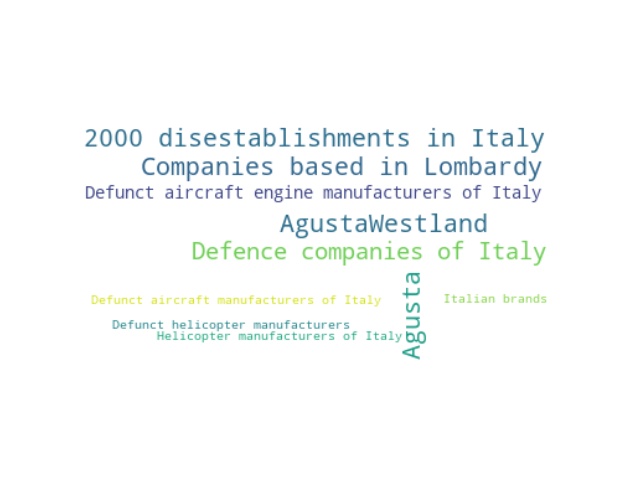 2000 disestablishments in Italy
Companies based in Lombardy
Defunct aircraft engine manufacturers of Italy
AgustaWestland
Defence companies of Italy
Agusta
Defunct aircraft manufacturers of Italy
Italian brands
Defunct helicopter manufacturers
Helicopter manufacturers of Italy